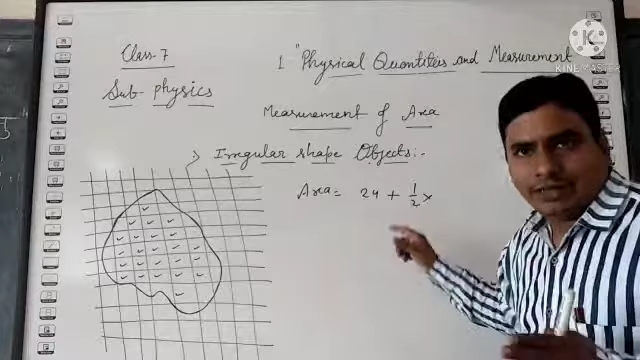 Class-7
1 "Physical Quantities and Measurement
Sub- physics
Measurement of Area
Irregular shape Objects:-
Area = 24 + 1/2 x
KINEMASTER